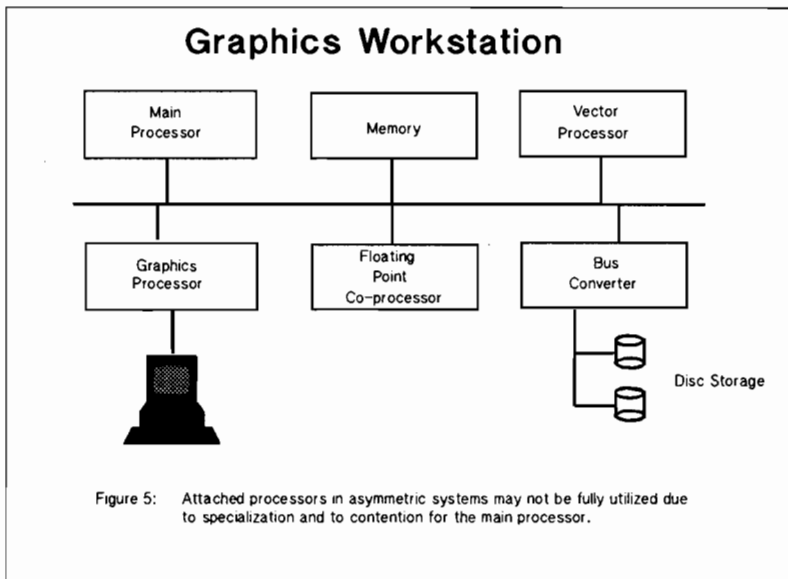 Graphics Workstation
Main
Processor
Memory
Vector
Processor
Graphics
Processor
Floating
Point
Co-processor
Bus
Converter
Disc Storage
Figure 5: Attached processors in asymmetric systems may not be fully utilized due
to specialization and to contention for the main processor.